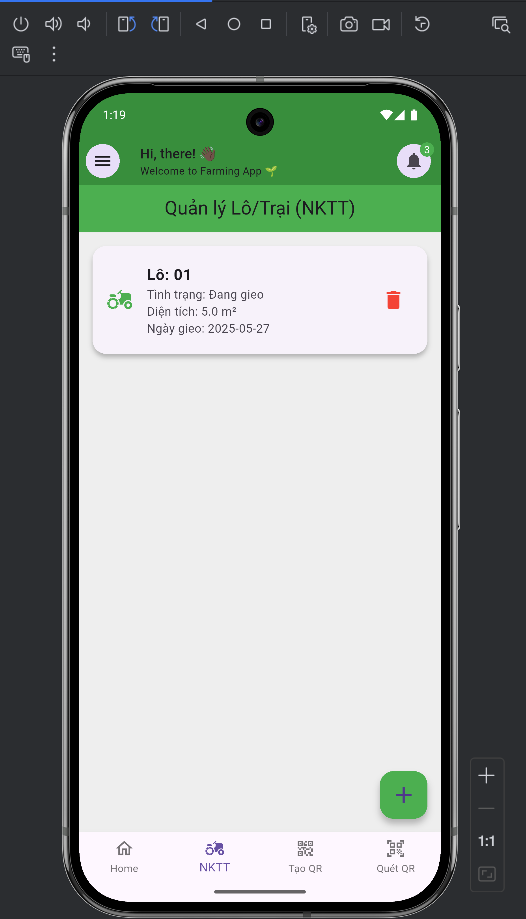 1:19
Hi, there! 👋🏿
3
Welcome to Farming App 🌱
Quản lý Lô/Trại (NKTT)
Lô: 01
Tình trạng: Đang gieo
Diện tích: 5.0 m²
Ngày gieo: 2025-05-27
Home
NKTT
Tạo QR
Quét QR
1:1